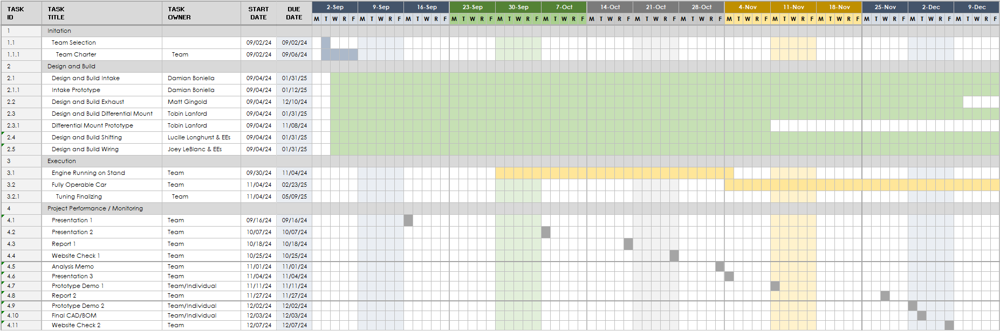 TASK ID TASK TITLE TASK OWNER START DATE DUE DATE 2-Sep 9-Sep 16-Sep 23-Sep 30-Sep 7-Oct 14-Oct 21-Oct 28-Oct 4-Nov 11-Nov 18-Nov 25-Nov 2-Dec 9-Dec
M T W R F M T W R F M T W R F M T W R F M T W R F M T W R F M T W R F M T W R F M T W R F M T W R F M T W R F M T W R F M T W R F M T W R F M T W R F
1 Initation
1.1 Team Selection 09/02/24 09/02/24
1.1.1 Team Charter Team 09/02/24 09/06/24
2 Design and Build
2.1 Design and Build Intake Damian Boniella 09/04/24 01/31/25
2.1.1 Intake Prototype Damian Boniella 09/04/24 01/12/25
2.2 Design and Build Exhaust Matt Gingold 09/04/24 12/10/24
2.3 Design and Build Differential Mount Tobin Lanford 09/04/24 01/31/25
2.3.1 Differential Mount Prototype Tobin Lanford 09/04/24 11/08/24
2.4 Design and Build Shifting Lucille Longhurst & EEs 09/04/24 01/31/25
2.5 Design and Build Wiring Joey LeBlanc & EEs 09/04/24 01/31/25
3 Execution
3.1 Engine Running on Stand Team 09/30/24 11/04/24
3.2 Fully Operable Car Team 11/04/24 02/23/25
3.2.1 Tuning Finalizing Team 11/04/24 05/09/25
4 Project Performance / Monitoring
4.1 Presentation 1 Team 09/16/24 09/16/24
4.2 Presentation 2 Team 10/07/24 10/07/24
4.3 Report 1 Team 10/18/24 10/18/24
4.4 Website Check 1 Team 10/25/24 10/25/24
4.5 Analysis Memo Team 11/01/24 11/01/24
4.6 Presentation 3 Team 11/04/24 11/04/24
4.7 Prototype Demo 1 Team/Individual 11/11/24 11/11/24
4.8 Report 2 Team 11/27/24 11/27/24
4.9 Prototype Demo 2 Team/Individual 12/02/24 12/02/24
4.10 Final CAD/BOM Team/Individual 12/03/24 12/03/24
4.11 Website Check 2 Team 12/07/24 12/07/24